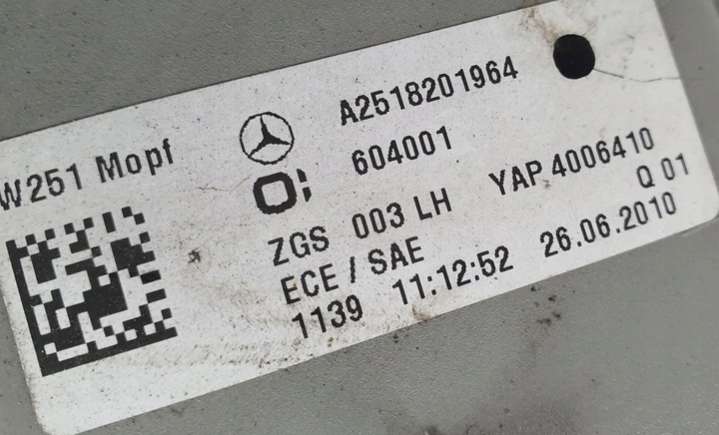 W251 Mopf
A2518201964
604001
ZGS 003 LH YAP 4006410
ECE / SAE Q 01
1139 11:12:52 26.06.2010